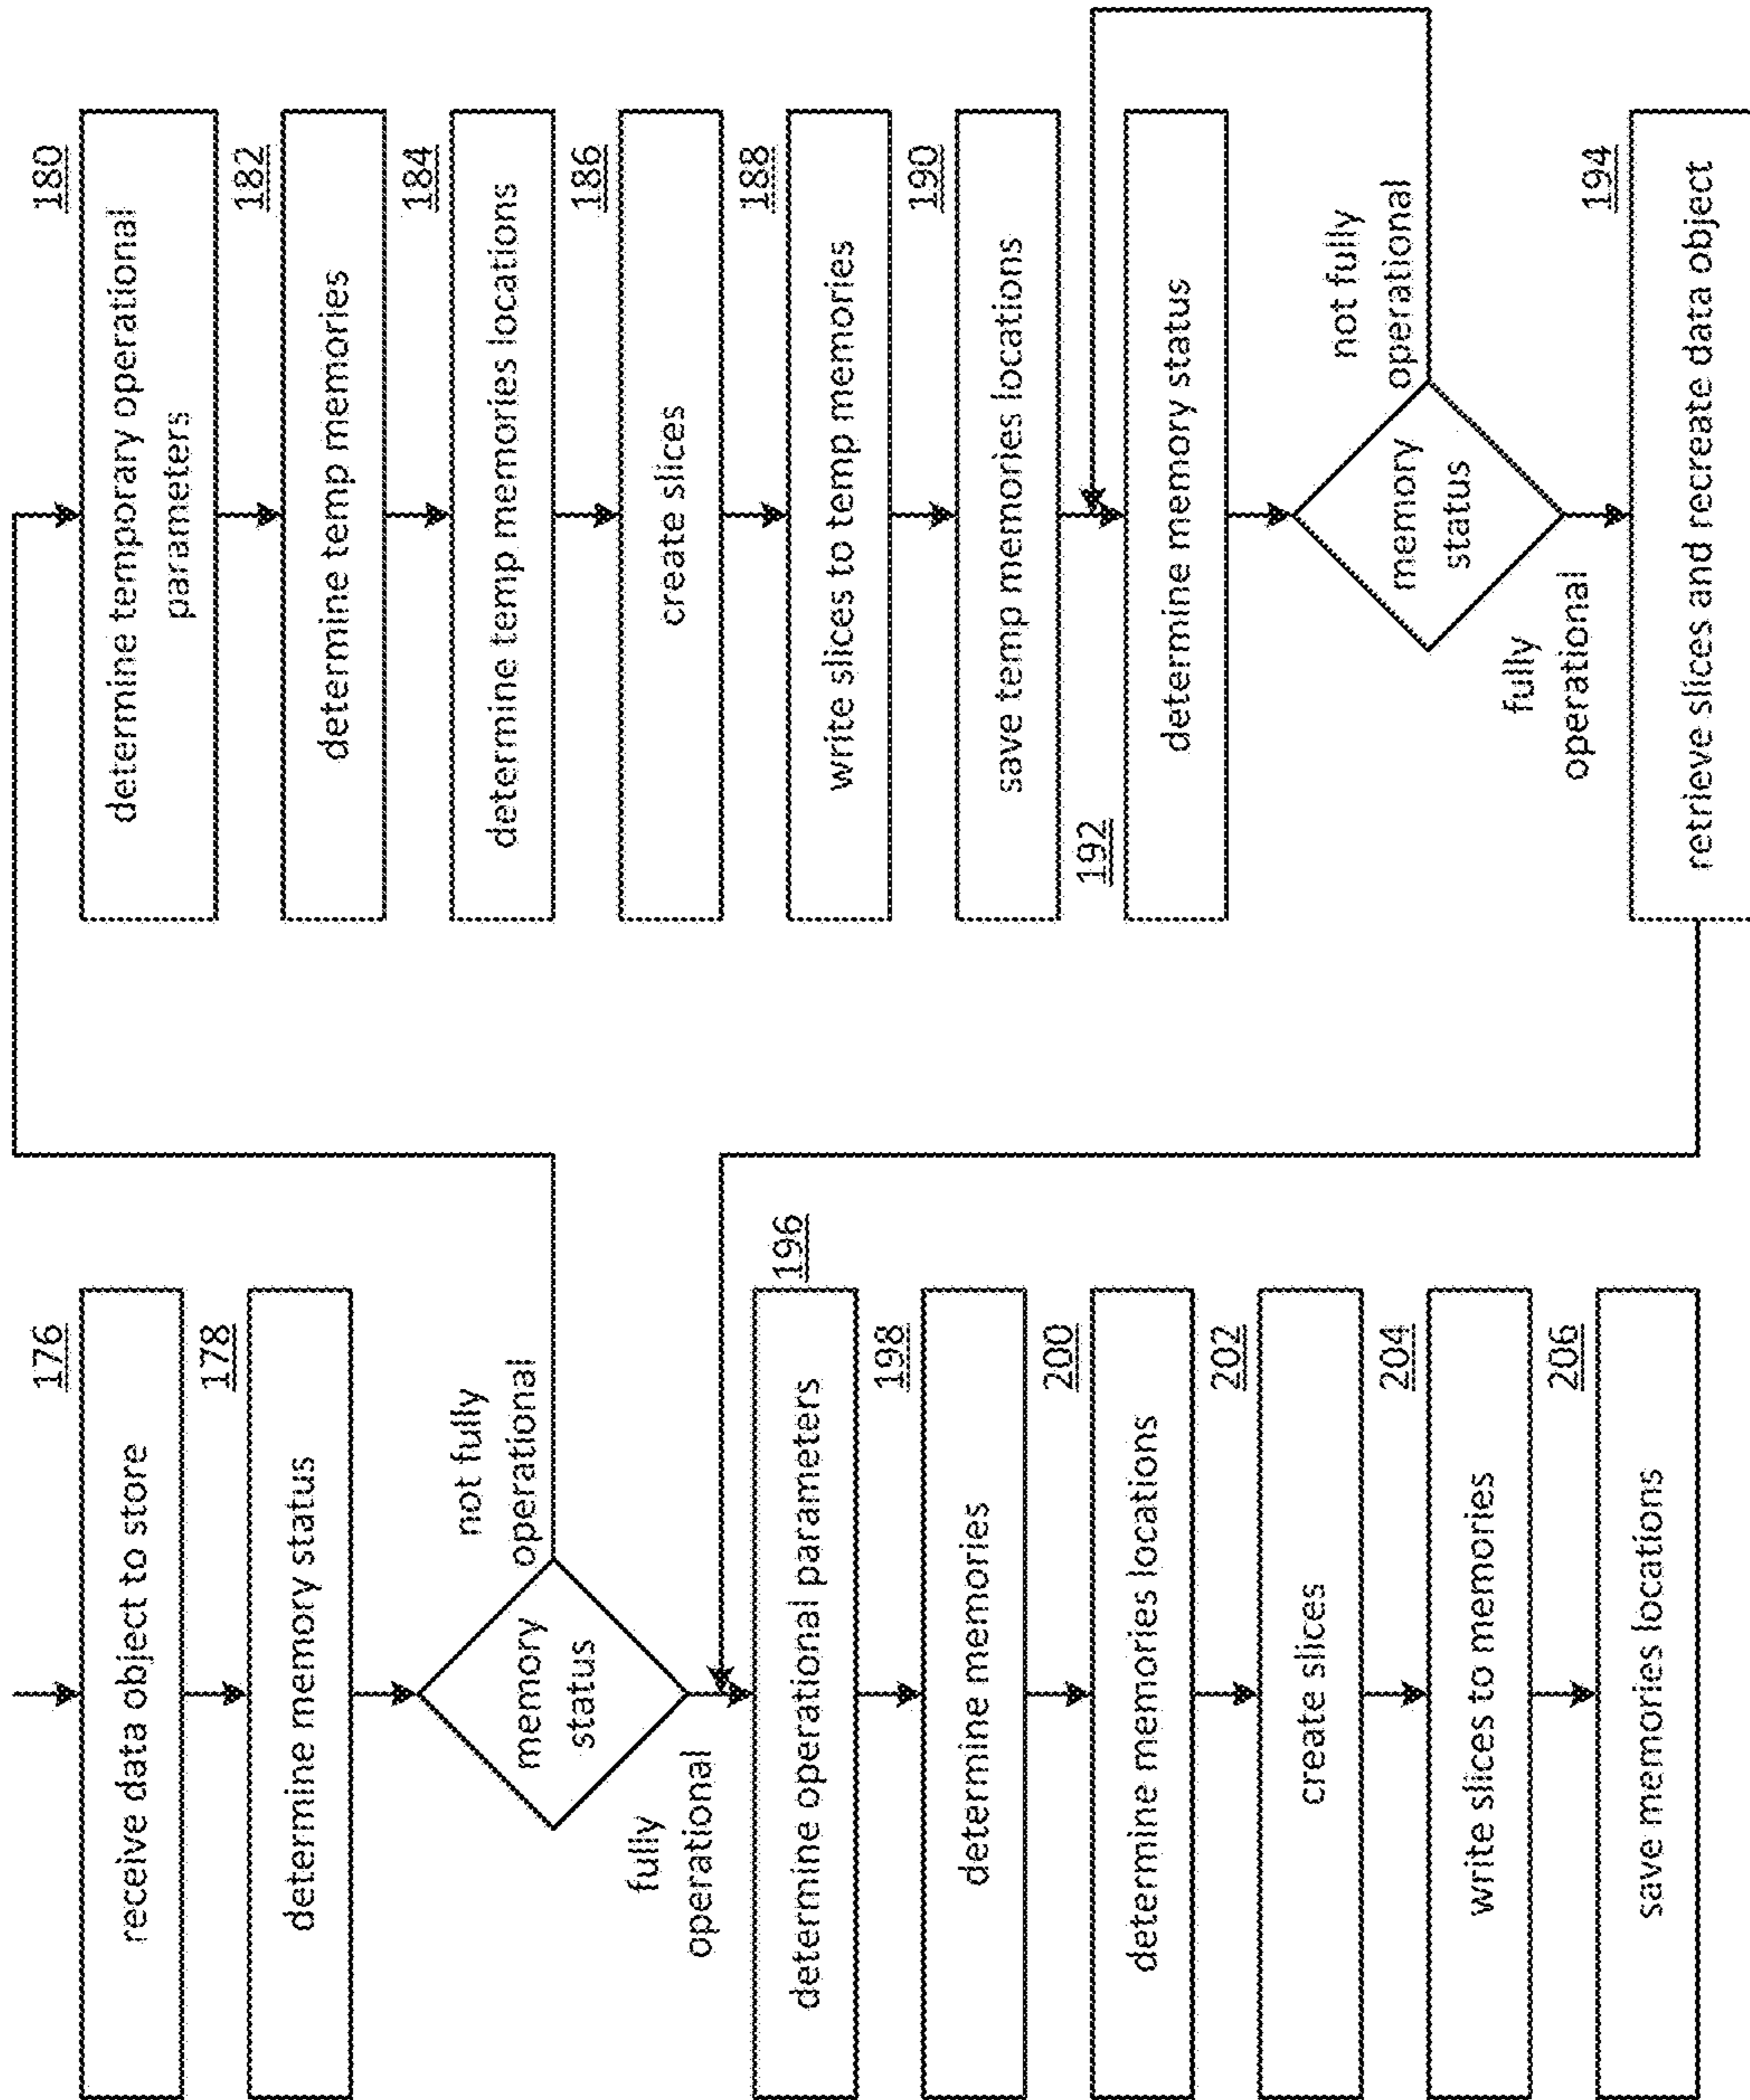 176
receive data object to store
178
determine memory status
memory
status
not fully
operational
fully
operational
196
determine operational parameters
198
determine memories
200
determine memories locations
202
create slices
204
write slices to memories
206
save memories locations
180
determine temporary operational
parameters
182
determine temp memories
184
determine temp memories locations
186
create slices
188
write slices to temp memories
190
save temp memories locations
192
determine memory status
memory
status
not fully
operational
fully
operational
194
retrieve slices and recreate data object